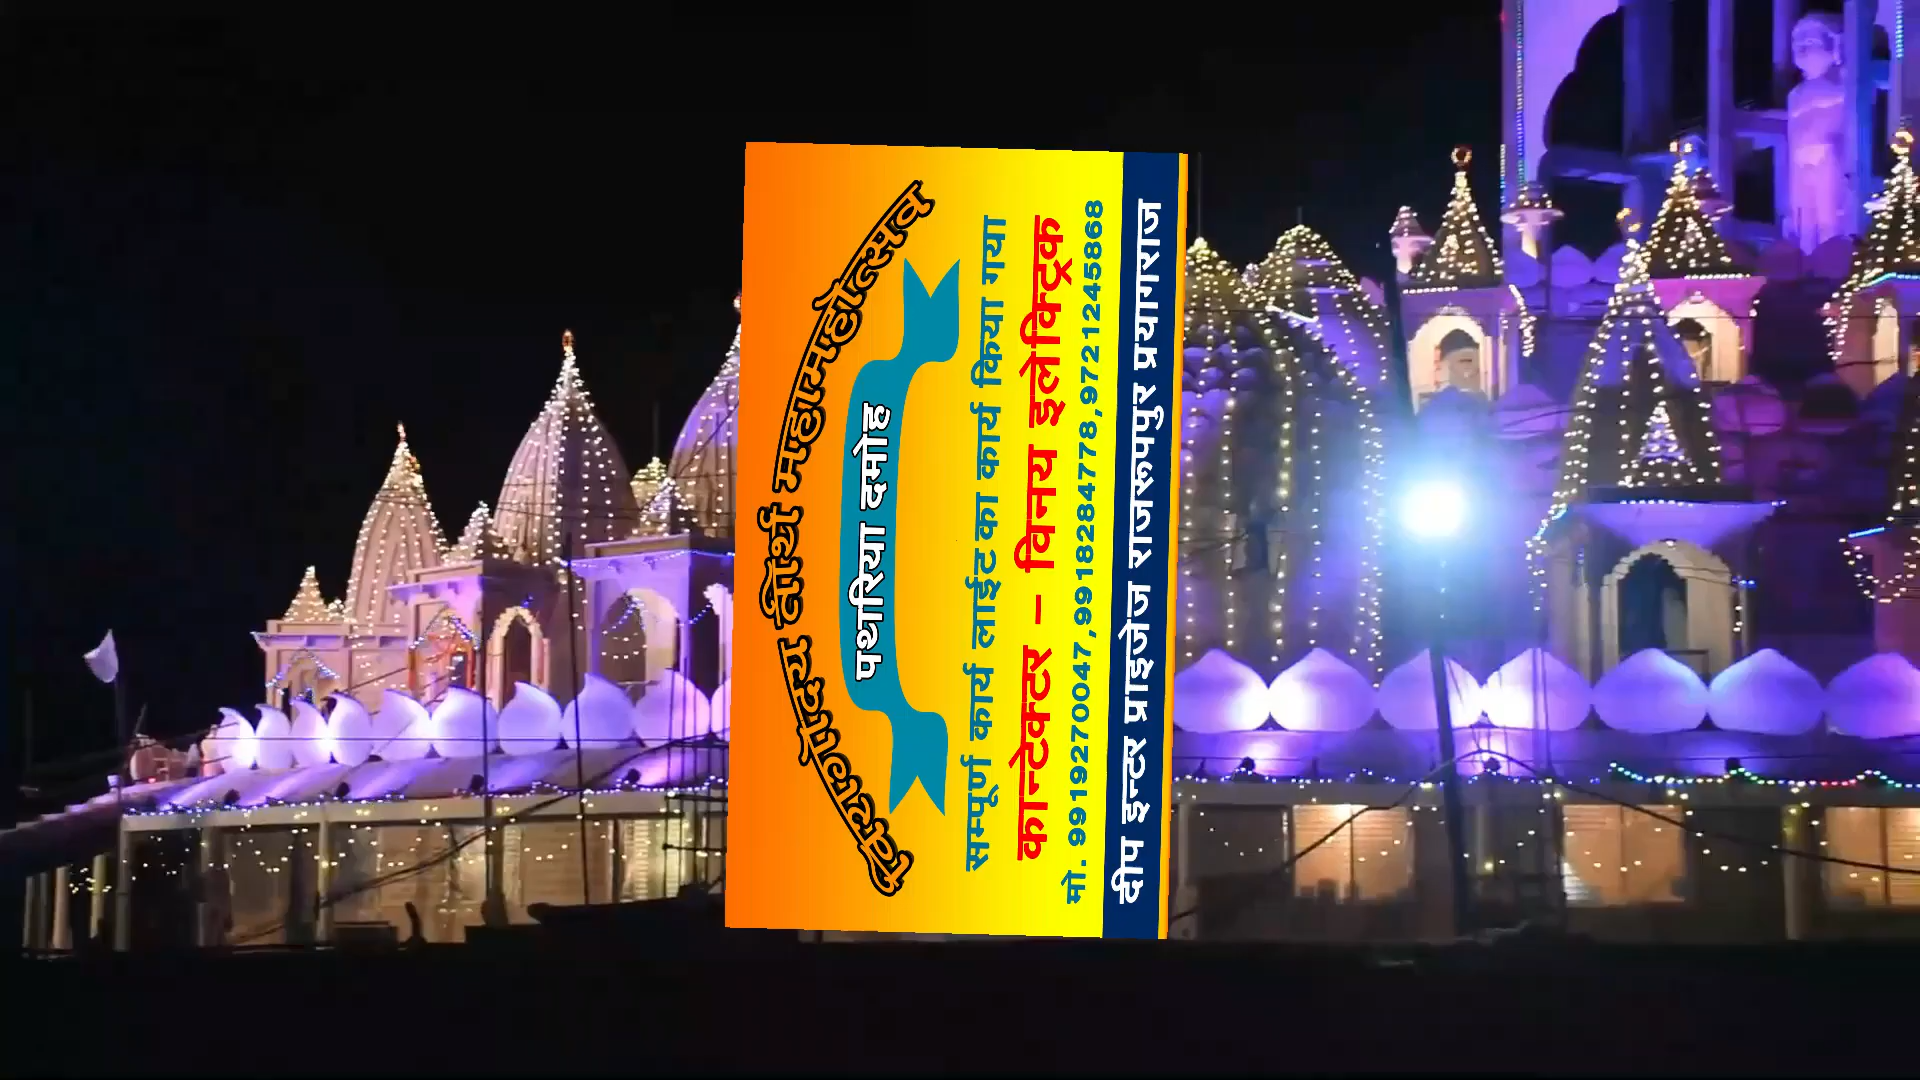 विरागोदय तीर्थ महामहोत्सव
पथरिया दमोह
सम्पूर्ण कार्य लाईट का कार्य किया गया
कान्टेक्टर – विनय इलेक्ट्रिक
मो. 9919270047,9918284778,9721245868
दीप इन्टर प्राइजेज राजरूपपुर प्रयागराज